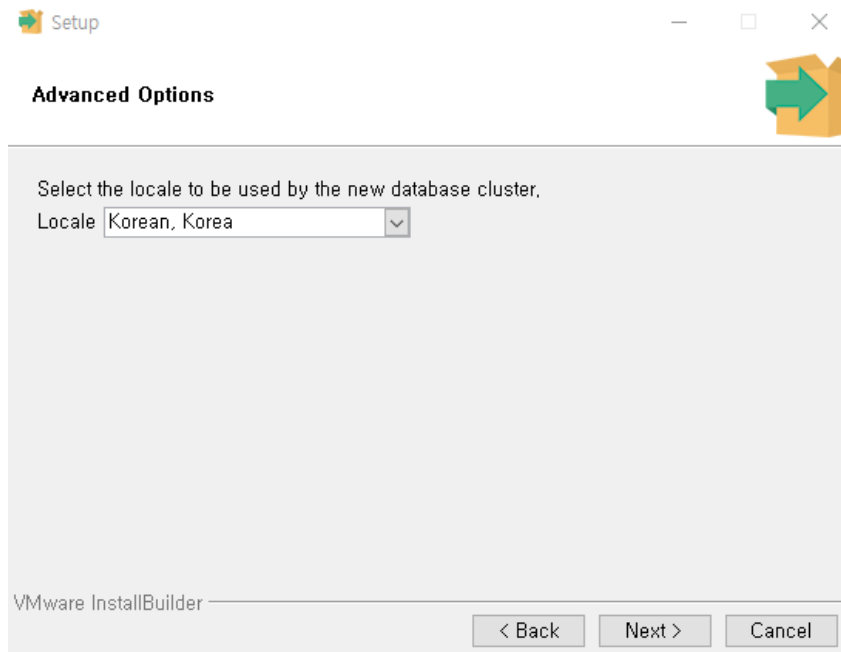 Setup
Advanced Options
Select the locale to be used by the new database cluster,
Locale Korean, Korea
VMware InstallBuilder
< Back Next > Cancel